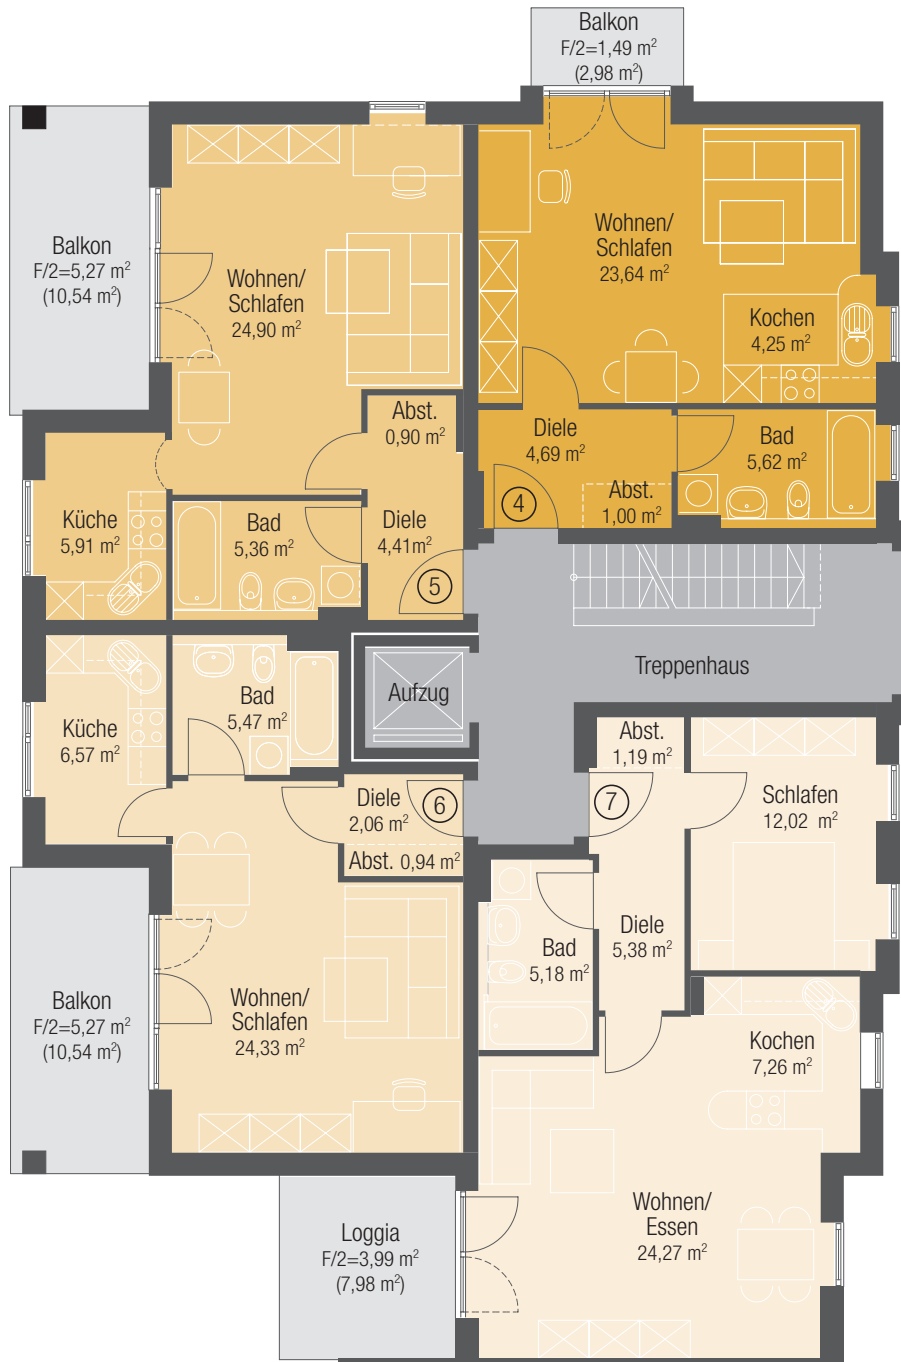 Balkon
F/2=1,49 m²
(2,98 m²)
Wohnen/
Schlafen
23,64 m²
Kochen
4,25 m²
Diele
4,69 m²
Abst.
1,00 m²
Bad
5,62 m²
4
Balkon
F/2=5,27 m²
(10,54 m²)
Wohnen/
Schlafen
24,90 m²
Abst.
0,90 m²
Küche
5,91 m²
Bad
5,36 m²
Diele
4,41m²
5
Treppenhaus
Aufzug
Küche
6,57 m²
Bad
5,47 m²
Diele
2,06 m²
6
Abst. 0,94 m²
Balkon
F/2=5,27 m²
(10,54 m²)
Wohnen/
Schlafen
24,33 m²
Abst.
1,19 m²
7
Schlafen
12,02 m²
Diele
5,38 m²
Bad
5,18 m²
Kochen
7,26 m²
Wohnen/
Essen
24,27 m²
Loggia
F/2=3,99 m²
(7,98 m²)